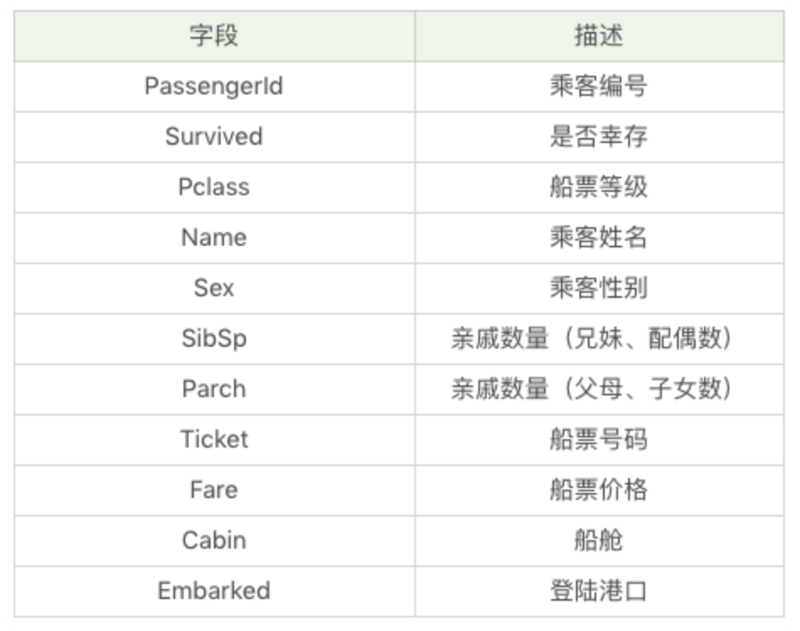 字段 描述
PassengerId 乘客编号
Survived 是否幸存
Pclass 船票等级
Name 乘客姓名
Sex 乘客性别
SibSp 亲戚数量（兄妹、配偶数）
Parch 亲戚数量（父母、子女数）
Ticket 船票号码
Fare 船票价格
Cabin 船舱
Embarked 登陆港口